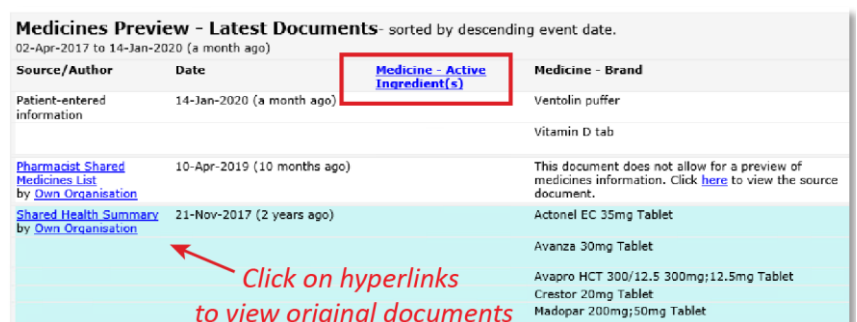 Medicines Preview - Latest Documents- sorted by descending event date.
02-Apr-2017 to 14-Jan-2020 (a month ago)
Source/Author Date Medicine - Active Medicine - Brand
Ingredient(s)
Patient-entered 14-Jan-2020 (a month ago) Ventolin puffer
information
Vitamin D tab
Pharmacist Shared 10-Apr-2019 (10 months ago) This document does not allow for a preview of
Medicines List medicines information. Click here to view the source
by Own Organisation document.
Shared Health Summary 21-Nov-2017 (2 years ago) Actonel EC 35mg Tablet
by Own Organisation
Avanza 30mg Tablet
Click on hyperlinks Avapro HCT 300/12.5 300mg;12.5mg Tablet
Crestor 20mg Tablet
to view original documents Madopar 200mg;50mg Tablet